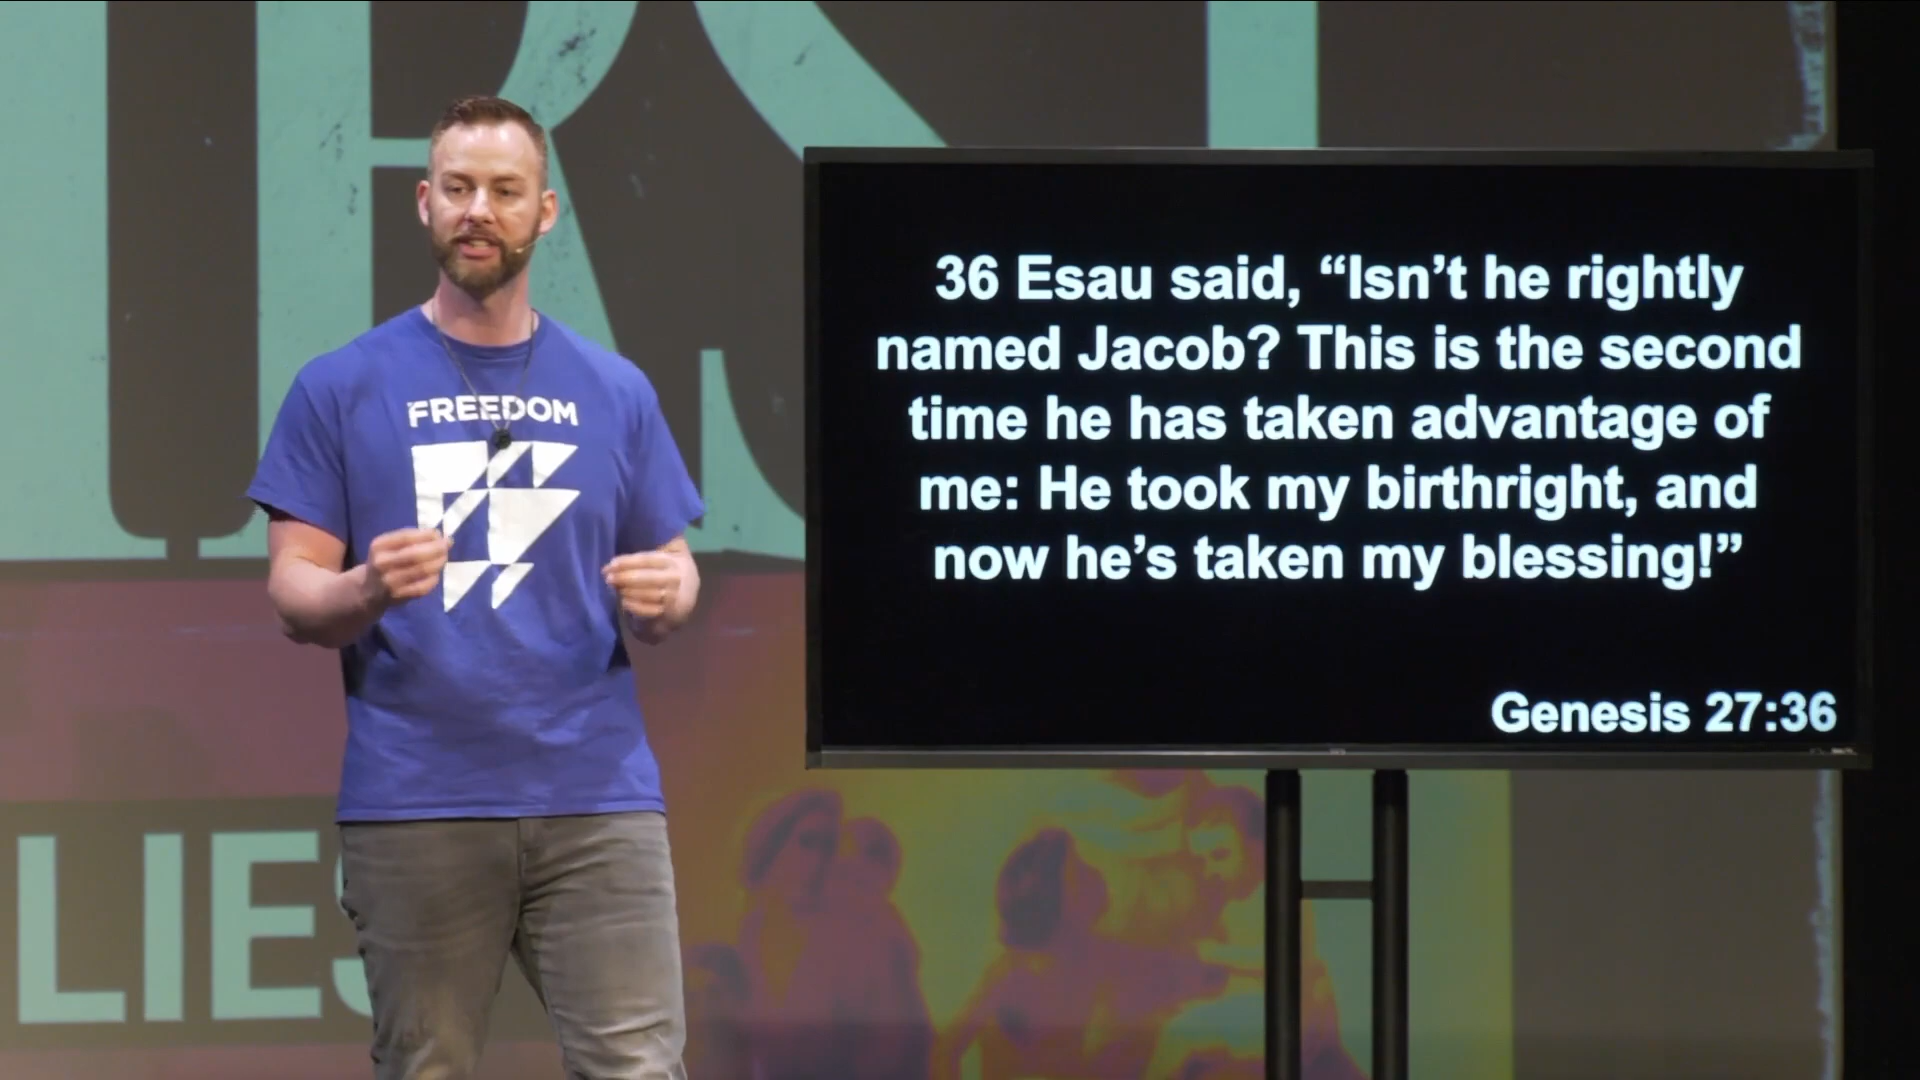 FREEDOM
36 Esau said, “Isn’t he rightly
named Jacob? This is the second
time he has taken advantage of
me: He took my birthright, and
now he’s taken my blessing!”
Genesis 27:36
LIES